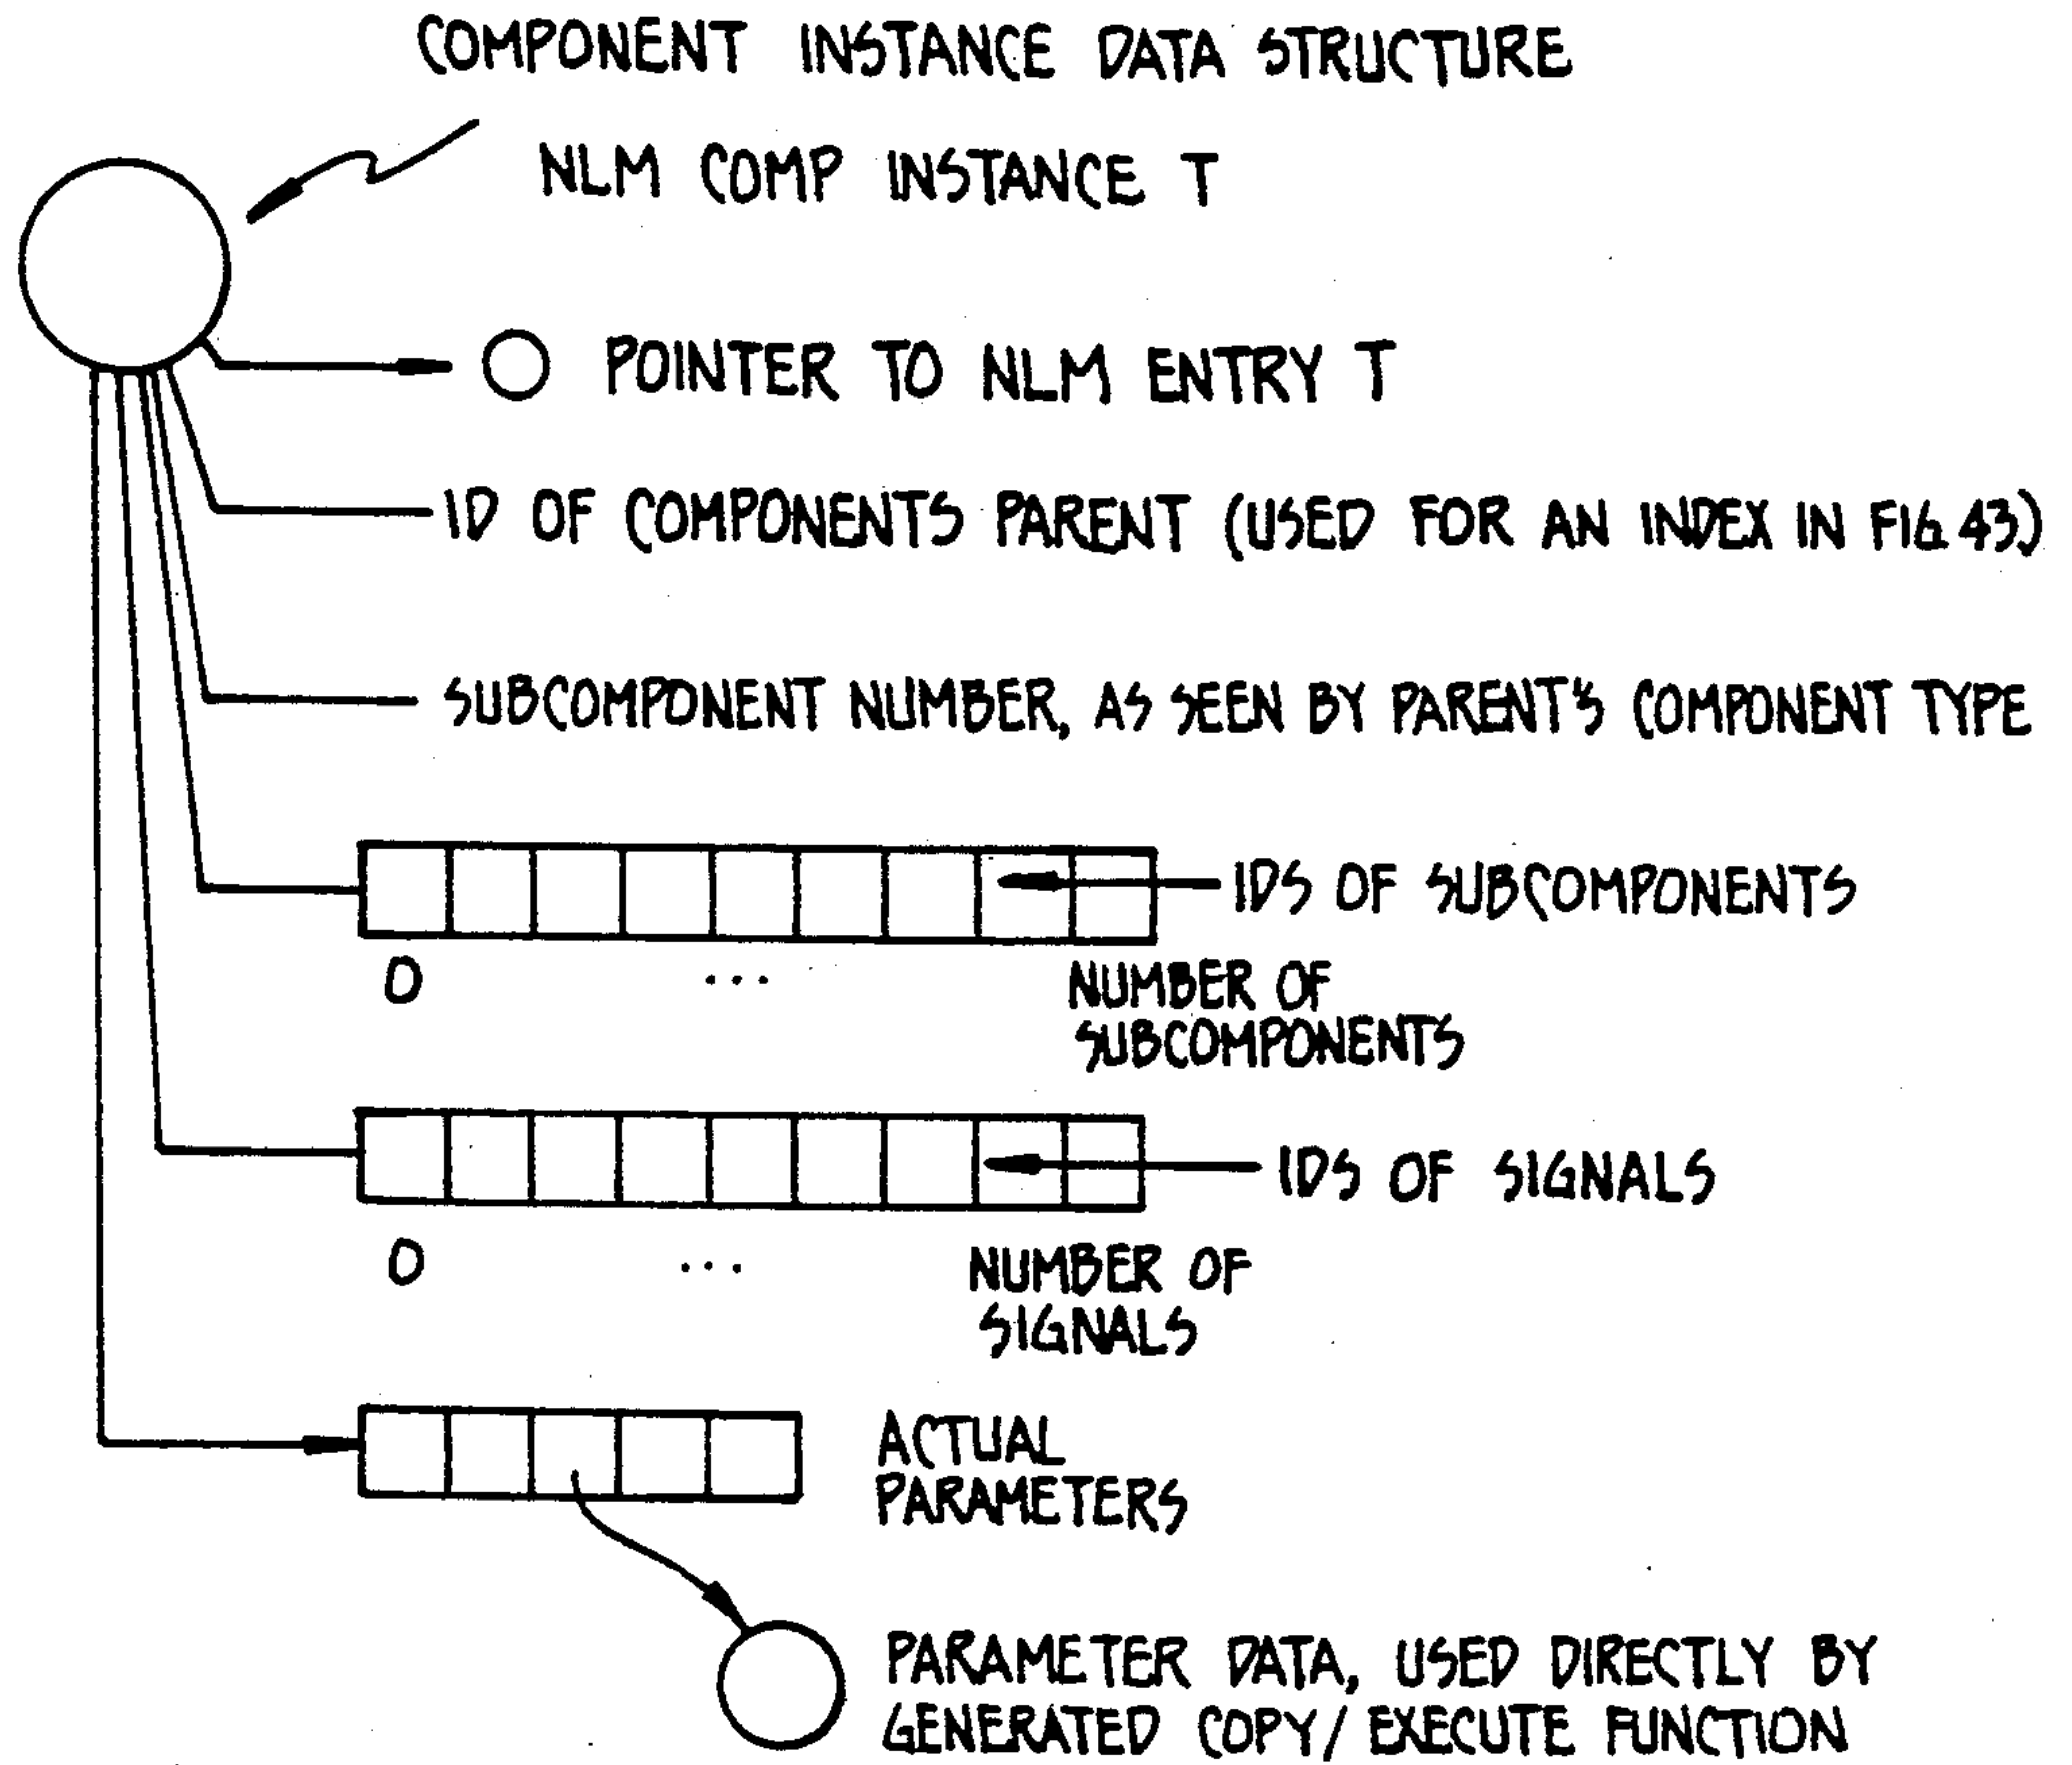 COMPONENT INSTANCE DATA STRUCTURE
NLM COMP INSTANCE T
POINTER TO NLM ENTRY T
ID OF COMPONENTS PARENT (USED FOR AN INDEX IN FIG. 43.)
SUBCOMPONENT NUMBER, AS SEEN BY PARENT'S COMPONENT TYPE
IDS OF SUBCOMPONENTS
0 ... NUMBER OF
SUBCOMPONENTS
IDS OF SIGNALS
0 ... NUMBER OF
SIGNALS
ACTUAL
PARAMETERS
PARAMETER DATA, USED DIRECTLY BY
GENERATED COPY/EXECUTE FUNCTION